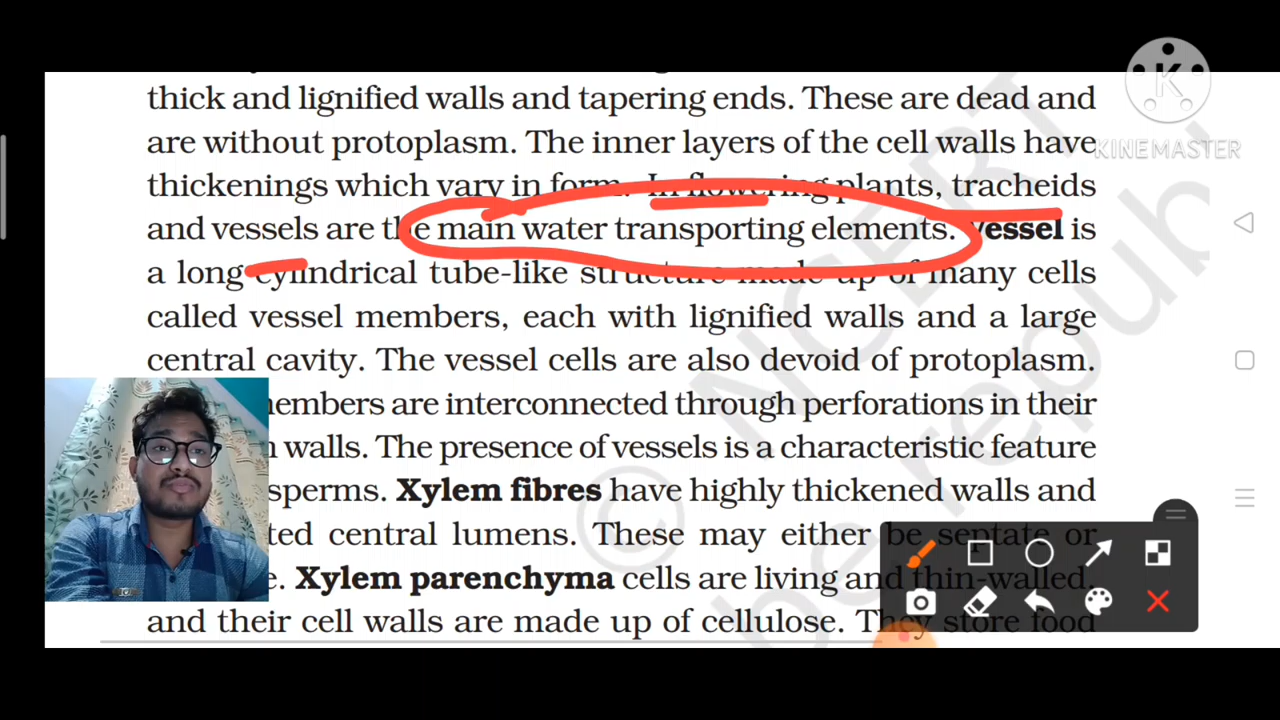 thick and lignified walls and tapering ends. These are dead and
are without protoplasm. The inner layers of the cell walls have
thickenings which vary in form. In flowering plants, tracheids
and vessels are the main water transporting elements. Vessel is
a long cylindrical tube-like structure made up of many cells
called vessel members, each with lignified walls and a large
central cavity. The vessel cells are also devoid of protoplasm.
members are interconnected through perforations in their
walls. The presence of vessels is a characteristic feature
sperms. Xylem fibres have highly thickened walls and
ted central lumens. These may either be septate or
e. Xylem parenchyma cells are living and thin-walled,
and their cell walls are made up of cellulose. They store food
K
KINEMASTER
© NCERT
be repub